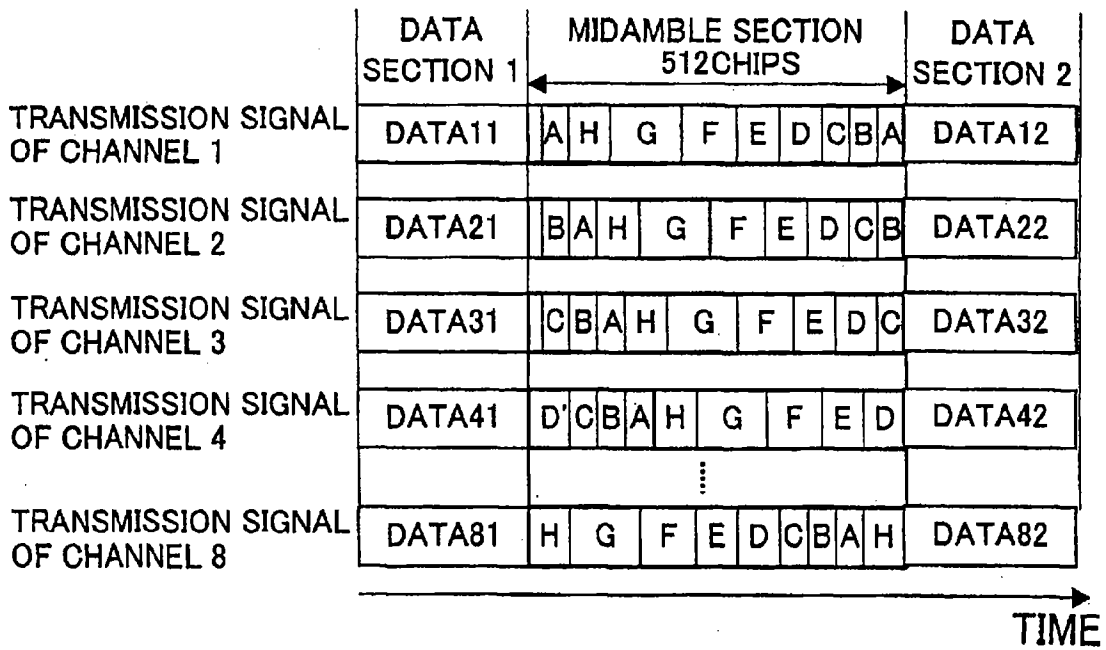 DATA SECTION 1
MIDAMBLE SECTION
512CHIPS
DATA SECTION 2
TRANSMISSION SIGNAL OF CHANNEL 1
DATA11 A H G F E D C B A DATA12
TRANSMISSION SIGNAL OF CHANNEL 2
DATA21 B A H G F E D C B DATA22
TRANSMISSION SIGNAL OF CHANNEL 3
DATA31 C B A H G F E D C DATA32
TRANSMISSION SIGNAL OF CHANNEL 4
DATA41 D' C B A H G F E D DATA42
TRANSMISSION SIGNAL OF CHANNEL 8
DATA81 H G F E D C B A H DATA82
TIME